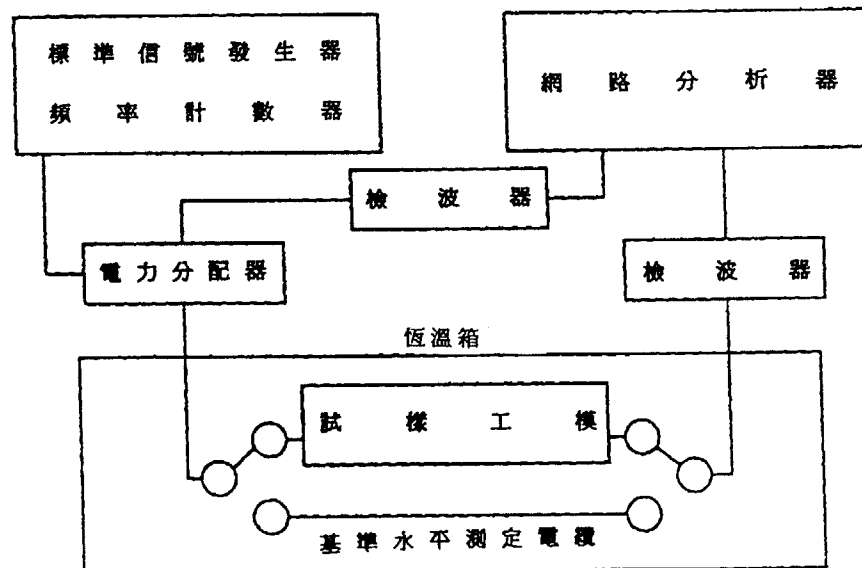 標準信號發生器
頻率計數器
網路分析器
檢波器
電力分配器
檢波器
恆溫箱
試樣工模
基準水平測定電纜